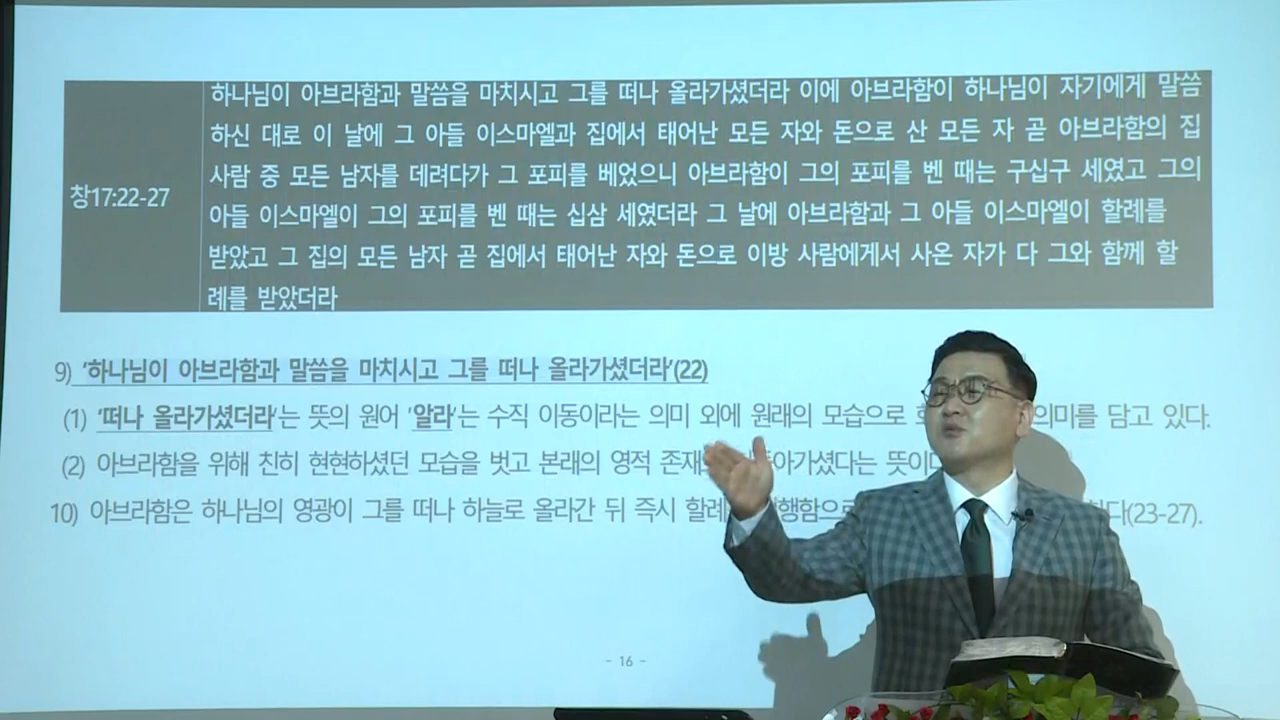 하나님이 아브라함과 말씀을 마치시고 그를 떠나 올라가셨더라 이에 아브라함이 하나님이 자기에게 말씀
하신 대로 이 날에 그 아들 이스마엘과 집에서 태어난 모든 자와 돈으로 산 모든 자 곧 아브라함의 집
창17:22-27
사람 중 모든 남자를 데려다가 그 포피를 베었으니 아브라함이 그의 포피를 벤 때는 구십구 세였고 그의
아들 이스마엘이 그의 포피를 벤 때는 십삼 세였더라 그 날에 아브라함과 그 아들 이스마엘이 할례를
받았고 그 집의 모든 남자 곧 집에서 태어난 자와 돈으로 이방 사람에게서 사온 자가 다 그와 함께 할
례를 받았더라
9) '하나님이 아브라함과 말씀을 마치시고 그를 떠나 올라가셨더라'(22)
(1) '떠나 올라가셨더라'는 뜻의 원어 '알라'는 수직 이동이라는 의미 외에 원래의 모습으로 의미를 담고 있다.
(2) 아브라함을 위해 친히 현현하셨던 모습을 벗고 본래의 영적
10) 아브라함은 하나님의 영광이 그를 떠나 하늘로 올라간 뒤 즉시 (23-27).
- 16 -